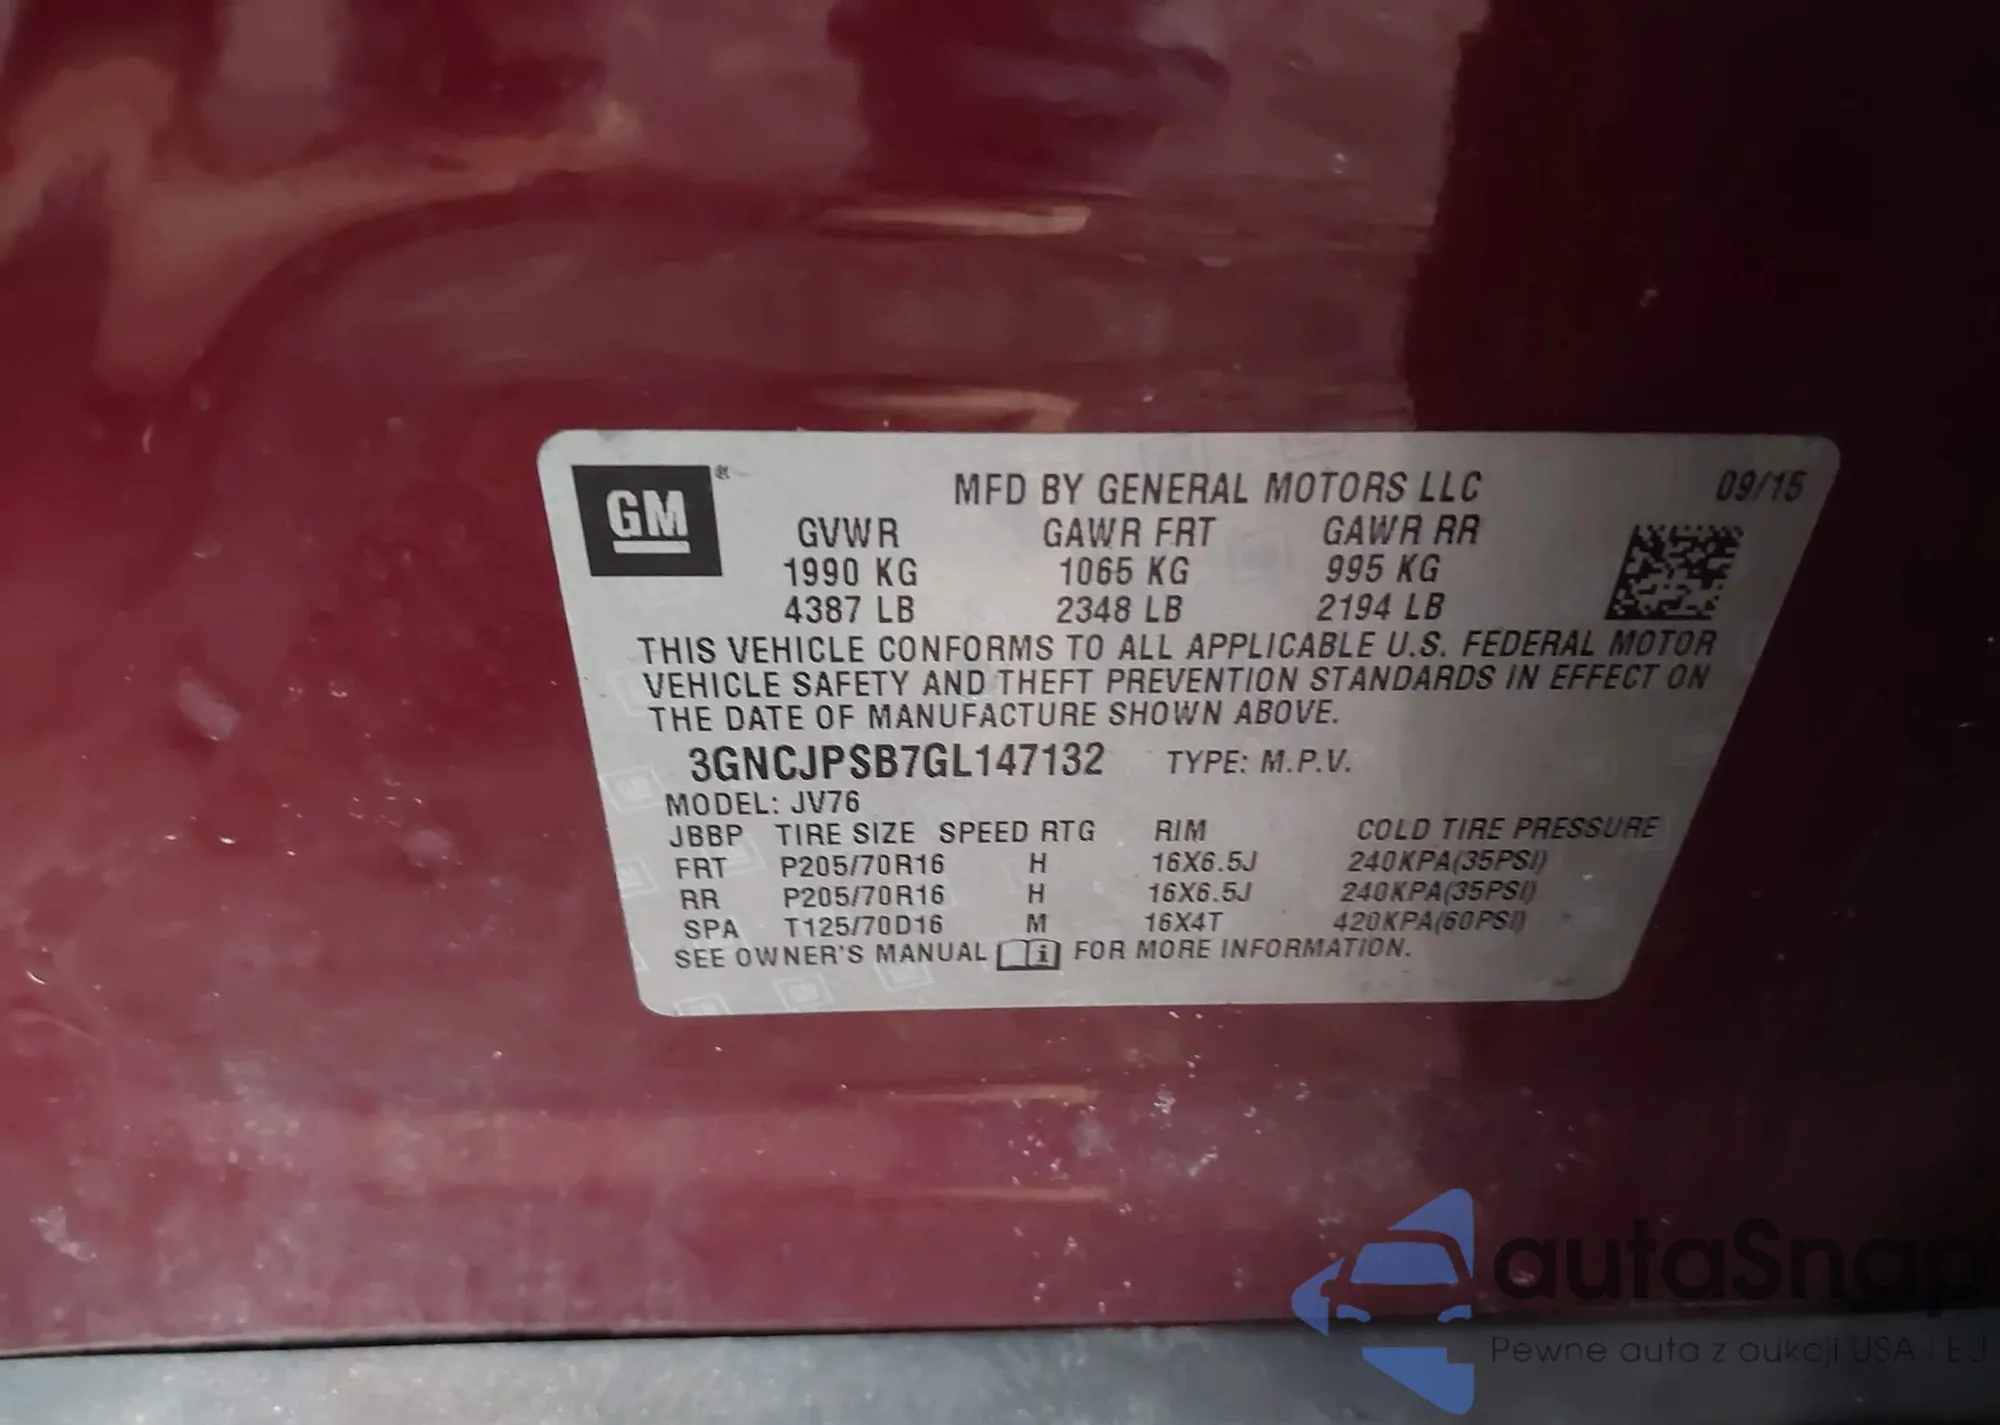 GM ®
MFD BY GENERAL MOTORS LLC 09/15
GVWR GAWR FRT GAWR RR
1990 KG 1065 KG 995 KG
4387 LB 2348 LB 2194 LB
THIS VEHICLE CONFORMS TO ALL APPLICABLE U.S. FEDERAL MOTOR
VEHICLE SAFETY AND THEFT PREVENTION STANDARDS IN EFFECT ON
THE DATE OF MANUFACTURE SHOWN ABOVE.
3GNCJPSB7GL147132 TYPE: M.P.V.
MODEL: JV76
JBBP TIRE SIZE SPEED RTG RIM COLD TIRE PRESSURE
FRT P205/70R16 H 16X6.5J 240KPA(35PSI)
RR P205/70R16 H 16X6.5J 240KPA(35PSI)
SPA T125/70D16 M 16X4T 420KPA(60PSI)
SEE OWNER'S MANUAL i FOR MORE INFORMATION.
autaSnap
Pewne auta z aukcji USA i EJ